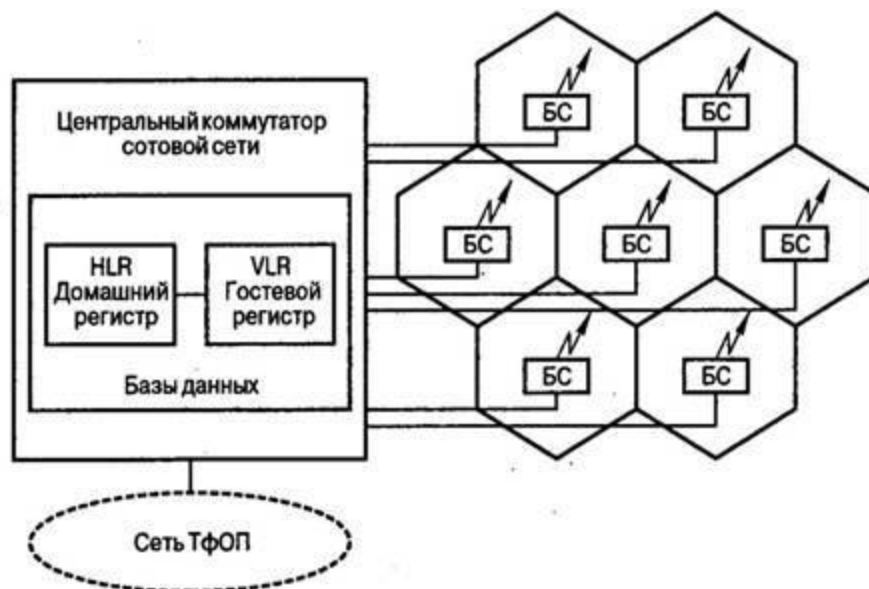 Центральный коммутатор
сотовой сети
HLR
Домашний
регистр
VLR
Гостевой
регистр
Базы данных
Сеть ТфОП
БС
БС
БС
БС
БС
БС
БС